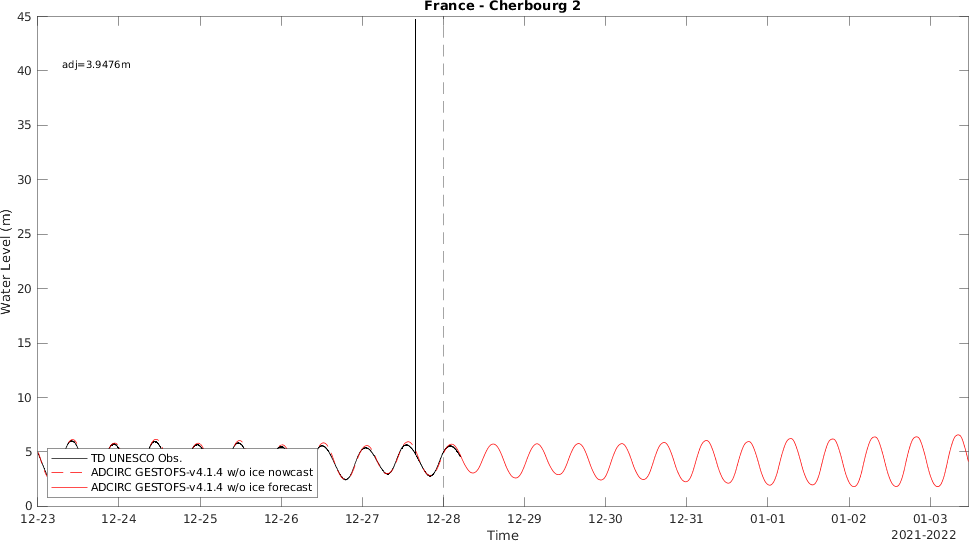 France - Cherbourg 2
adj=3.9476m
45
40
35
30
25
20
15
10
5
0
Water Level (m)
TD UNESCO Obs.
ADCIRC GESTOFS-v4.1.4 w/o ice nowcast
ADCIRC GESTOFS-v4.1.4 w/o ice forecast
12-23 12-24 12-25 12-26 12-27 12-28 12-29 12-30 12-31 01-01 01-02 01-03
Time
2021-2022